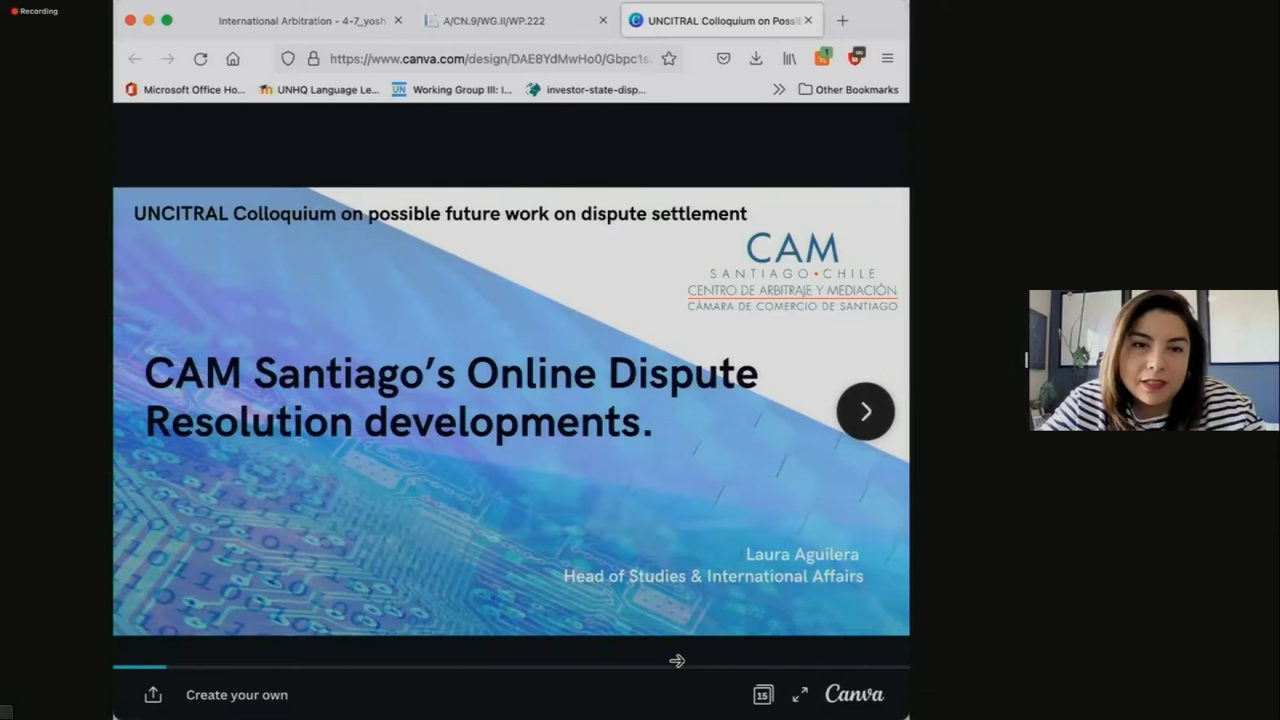 Recording
International Arbitration - 4-7_yosh
A/CN.9/WG.II/WP.222
UNCITRAL Colloquium on Possi
https://www.canva.com/design/DAE8YdMwHo0/Gbpc1s
1
Microsoft Office Ho...
UNHQ Language Le...
UN
Working Group III: I...
investor-state-disp...
Other Bookmarks
UNCITRAL Colloquium on possible future work on dispute settlement
CAM
SANTIAGO•CHILE
CENTRO DE ARBITRAJE Y MEDIACIÓN
CÁMARA DE COMERCIO DE SANTIAGO
CAM Santiago’s Online Dispute
Resolution developments.
Laura Aguilera
Head of Studies & International Affairs
Create your own
15
Canva